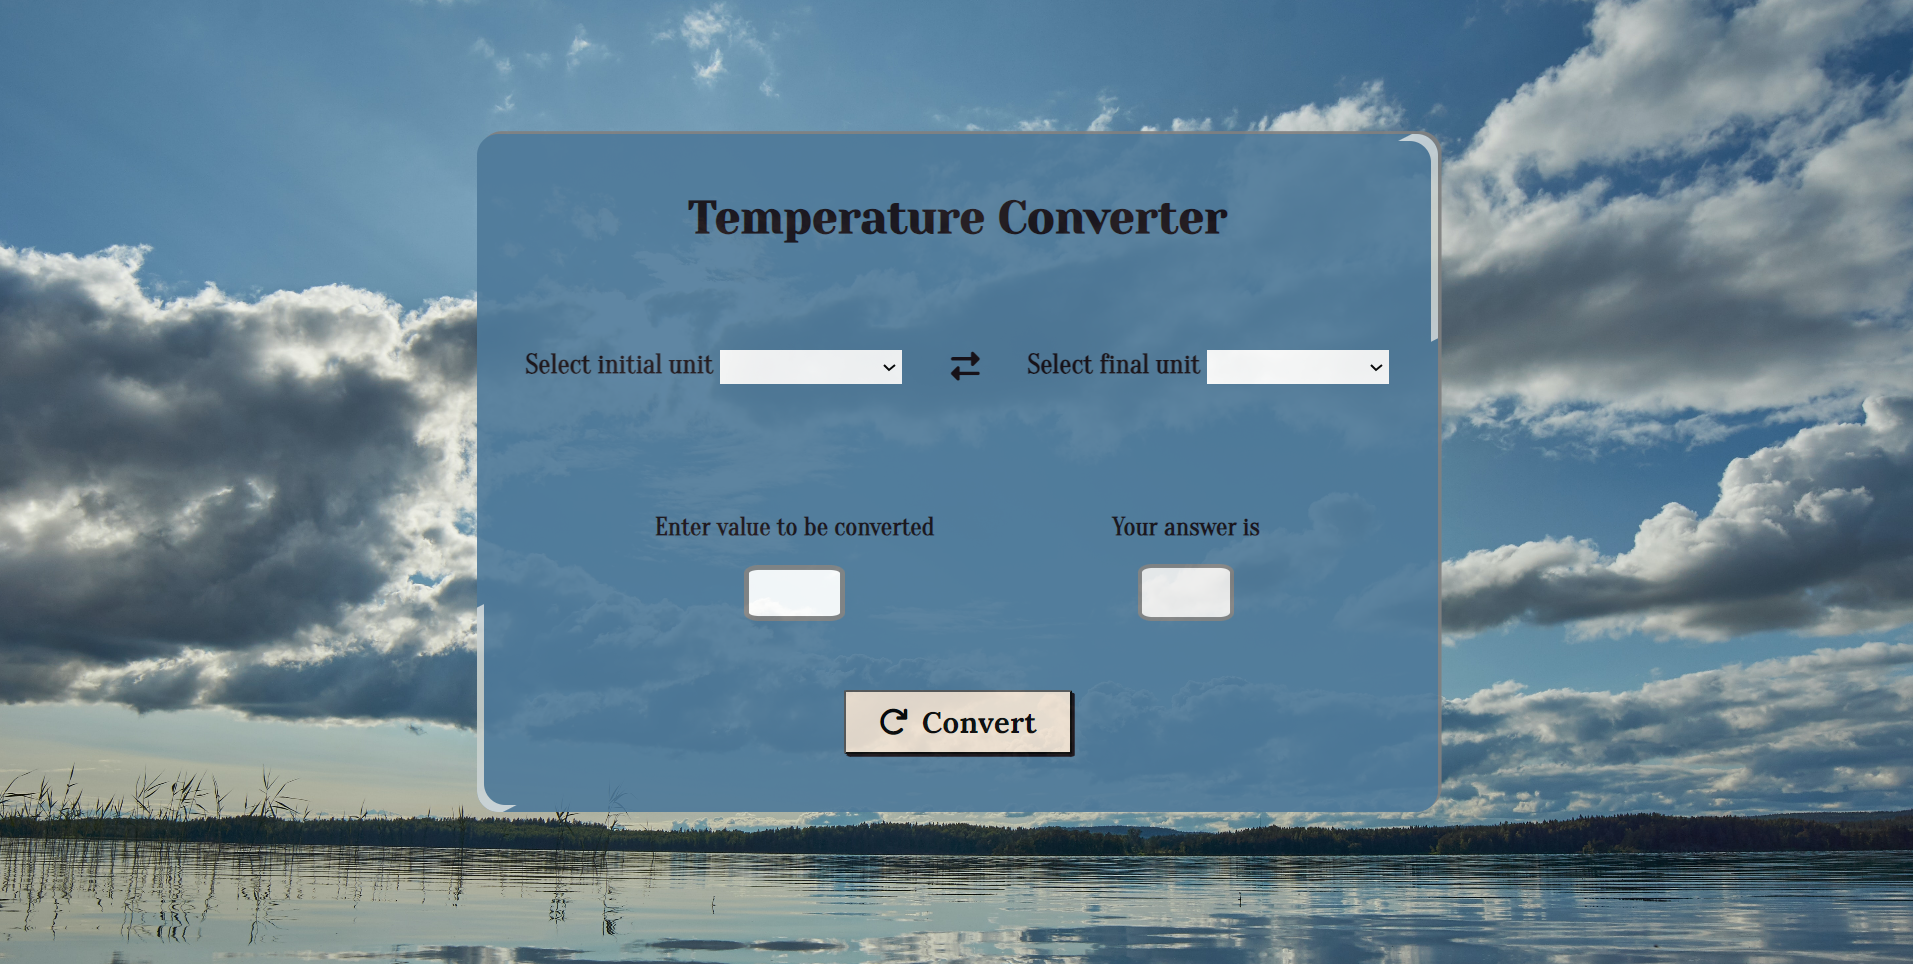 Temperature Converter
Select initial unit
Select final unit
Enter value to be converted
Your answer is
Convert